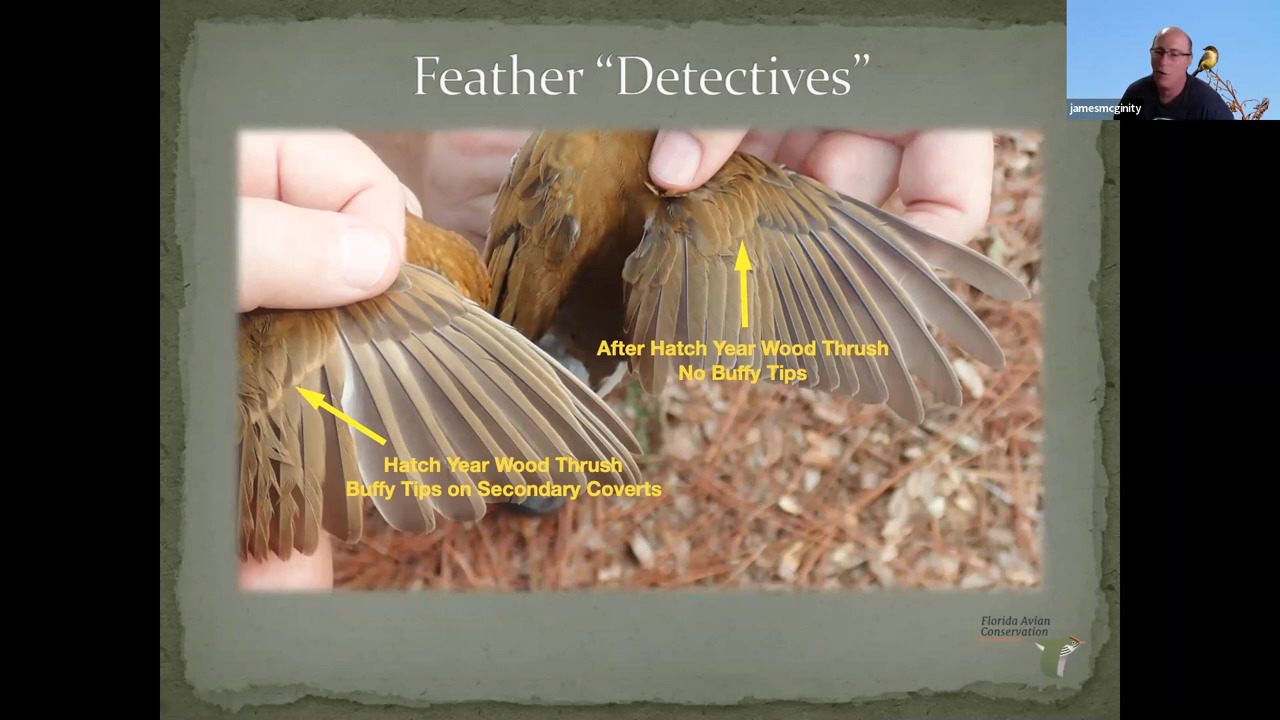 Feather “Detectives”
jamesmcginity
After Hatch Year Wood Thrush
No Buffy Tips
Hatch Year Wood Thrush
Buffy Tips on Secondary Coverts
Florida Avian
Conservation